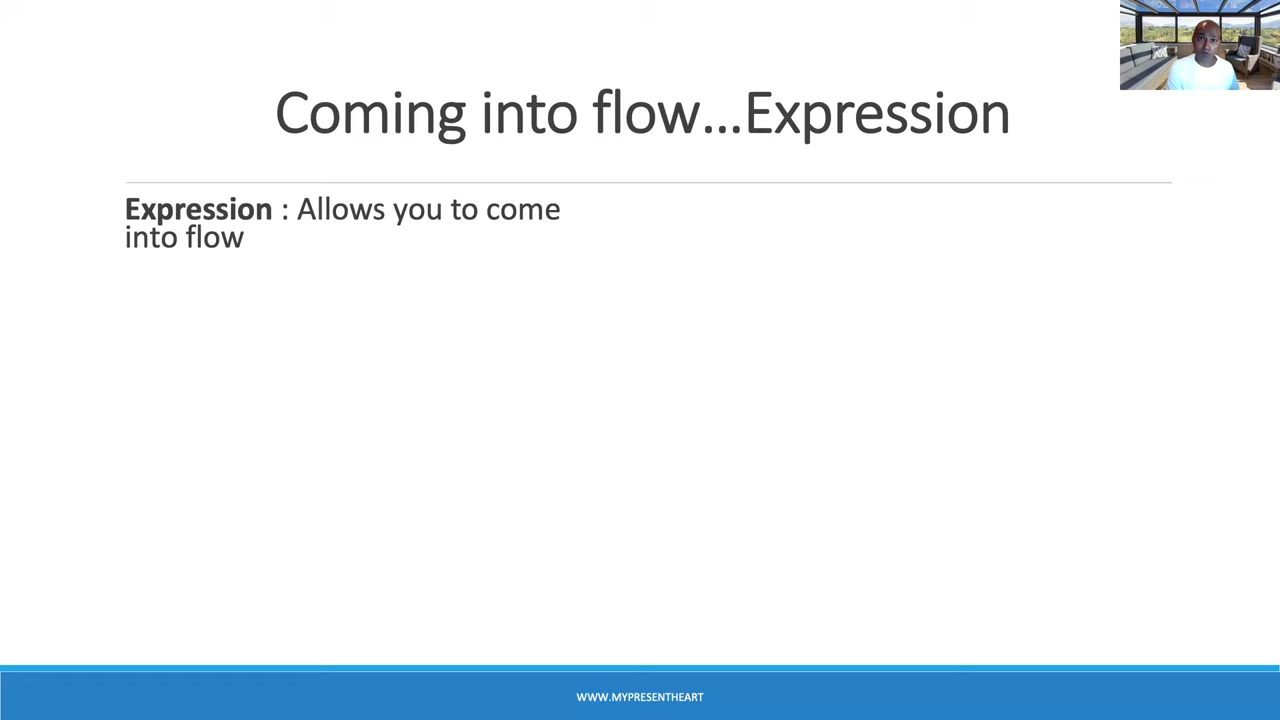 Coming into flow...Expression
Expression : Allows you to come
into flow
WWW.MYPRESENTHEART